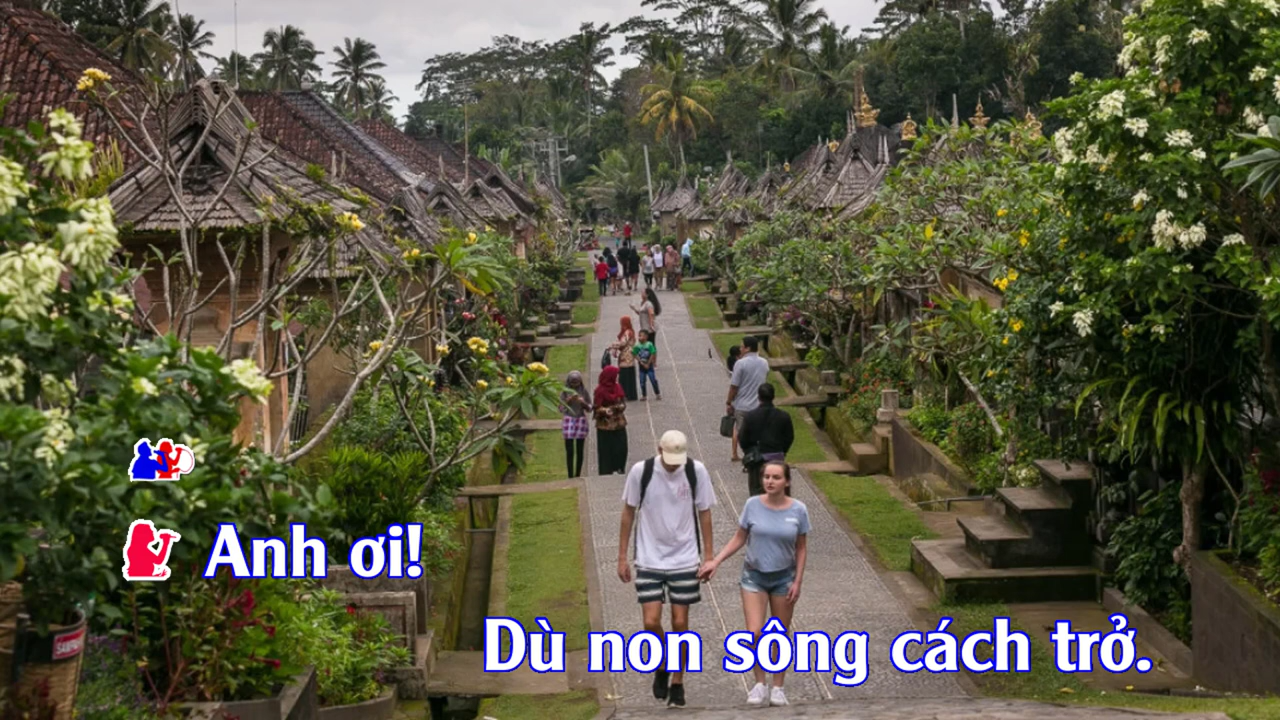 Anh ơi!
Dù non sông cách trở.